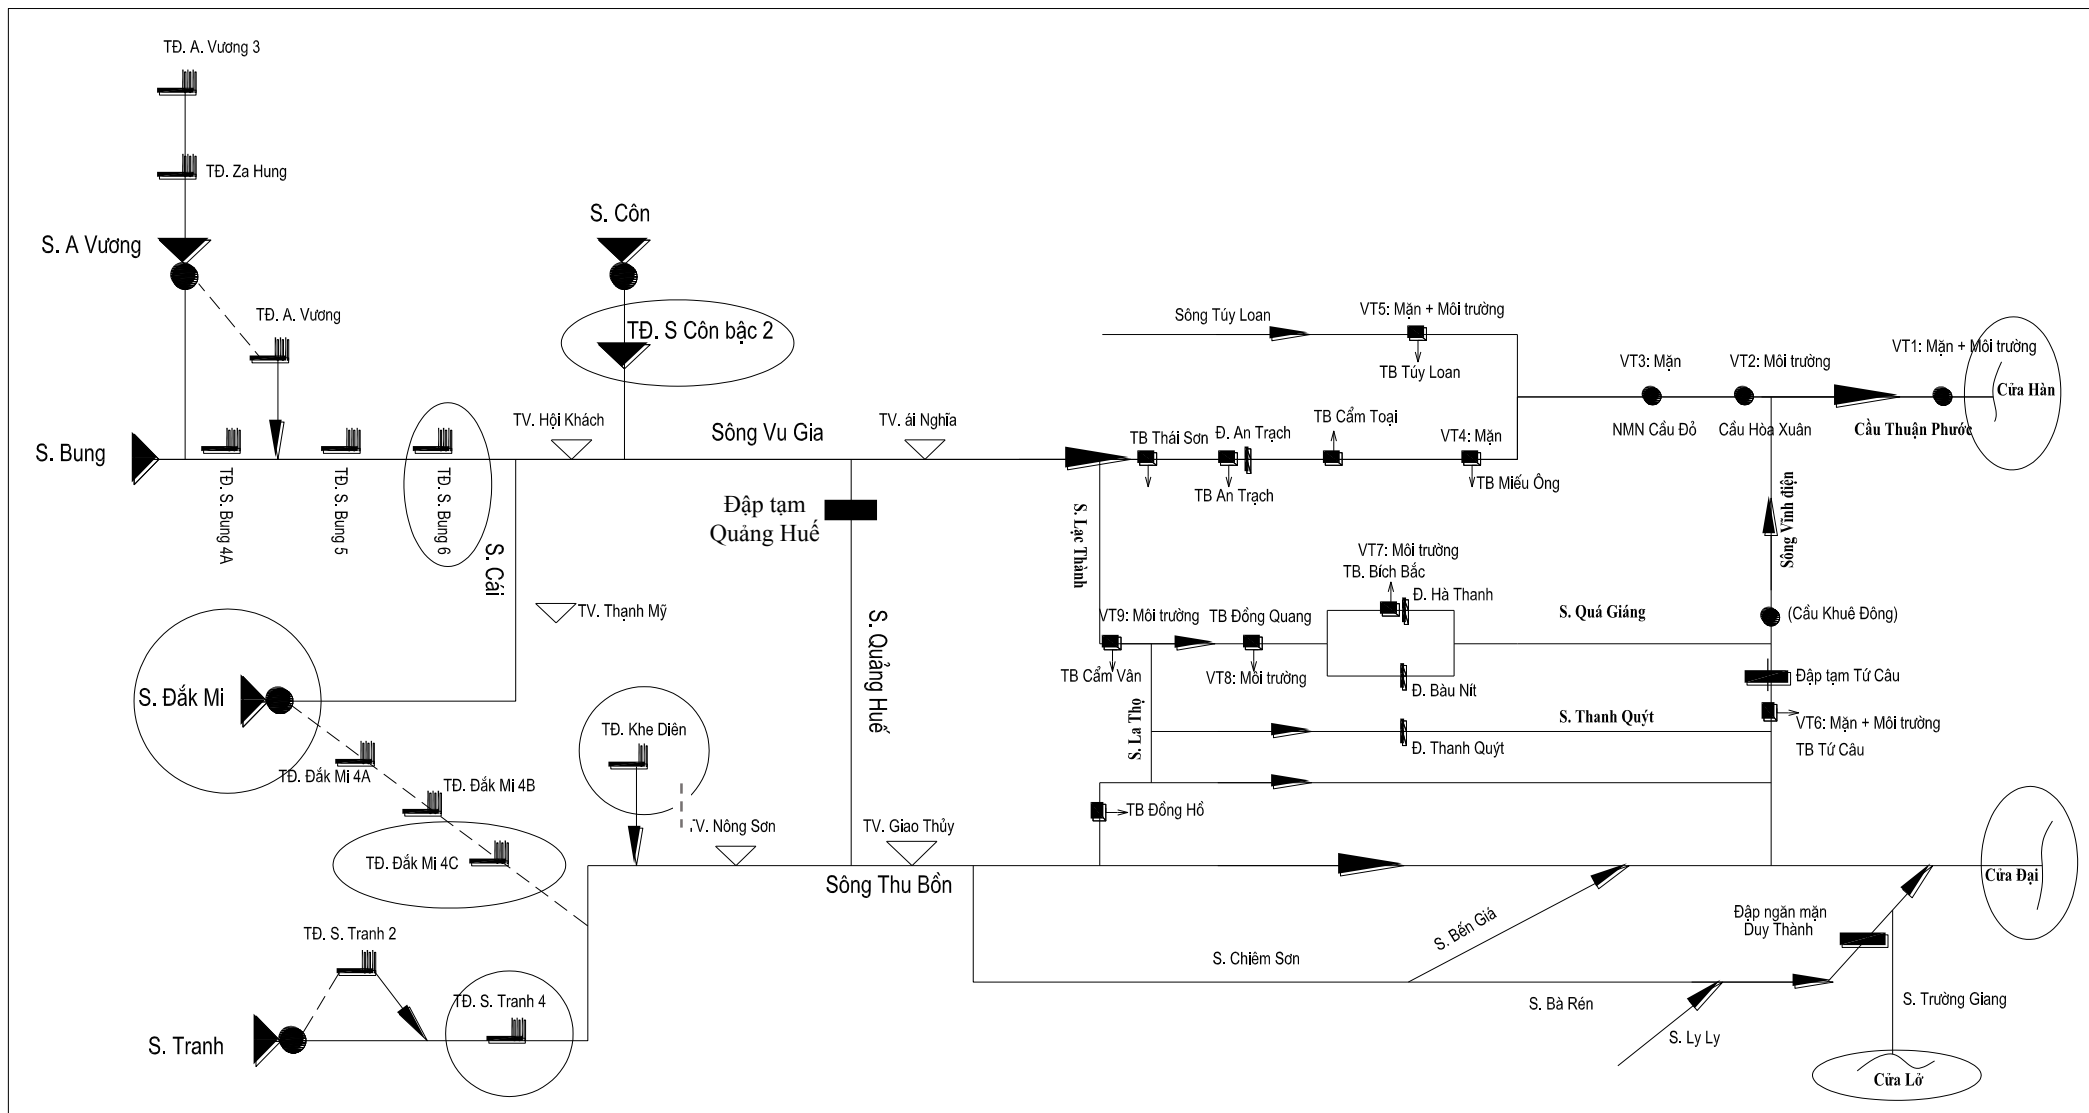 TĐ. A. Vương 3
TĐ. Za Hung
S. Côn
S. A Vương
TĐ. A. Vương
TĐ. S Côn bậc 2
Sông Túy Loan
VT5: Mặn + Môi trường
TB Túy Loan
VT3: Mặn
VT2: Môi trường
VT1: Mặn + Môi trường
Cửa Hàn
NMN Cầu Đỏ
Cầu Hòa Xuân
Cầu Thuận Phước
S. Bung
TĐ. S. Bung 4A
TĐ. S. Bung 5
TĐ. S. Bung 6
TV. Hội Khách
Sông Vu Gia
TV. ái Nghĩa
TB Thái Sơn
Đ. An Trạch
TB Cẩm Toại
VT4: Mặn
TB An Trạch
TB Miếu Ông
Đập tạm
Quảng Huế
S. Lạc Thành
Sông Vĩnh điện
S. Cái
TV. Thạnh Mỹ
S. Quảng Huế
VT7: Môi trường
TB. Bích Bắc
Đ. Hà Thanh
VT9: Môi trường
TB Đồng Quang
S. Quá Giáng
(Cầu Khuê Đông)
TB Cẩm Vân
VT8: Môi trường
Đ. Bàu Nít
Đập tạm Tứ Câu
S. Đắk Mi
TĐ. Khe Diên
S. La Thọ
S. Thanh Quýt
Đ. Thanh Quýt
VT6: Mặn + Môi trường
TB Tứ Câu
TĐ. Đắk Mi 4A
TĐ. Đắk Mi 4B
TB Đồng Hồ
TV. Nông Sơn
TV. Giao Thủy
TĐ. Đắk Mi 4C
Sông Thu Bồn
Cửa Đại
TĐ. S. Tranh 2
S. Bến Giá
Đập ngăn mặn
Duy Thành
S. Chiêm Sơn
TĐ. S. Tranh 4
S. Bà Rén
S. Trường Giang
S. Tranh
S. Ly Ly
Cửa Lở